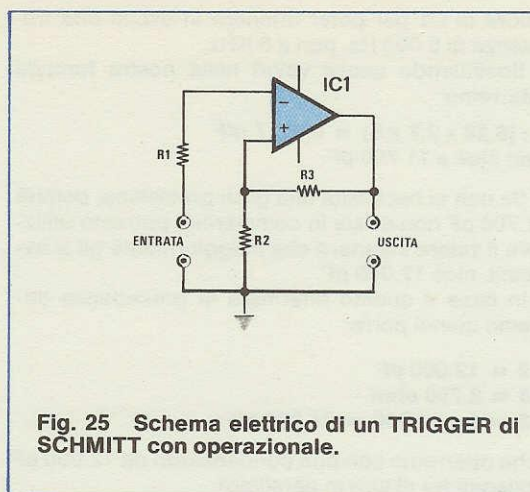 IC1
R1
R3
R2
ENTRATA
USCITA
Fig. 25 Schema elettrico di un TRIGGER di
SCHMITT con operazionale.